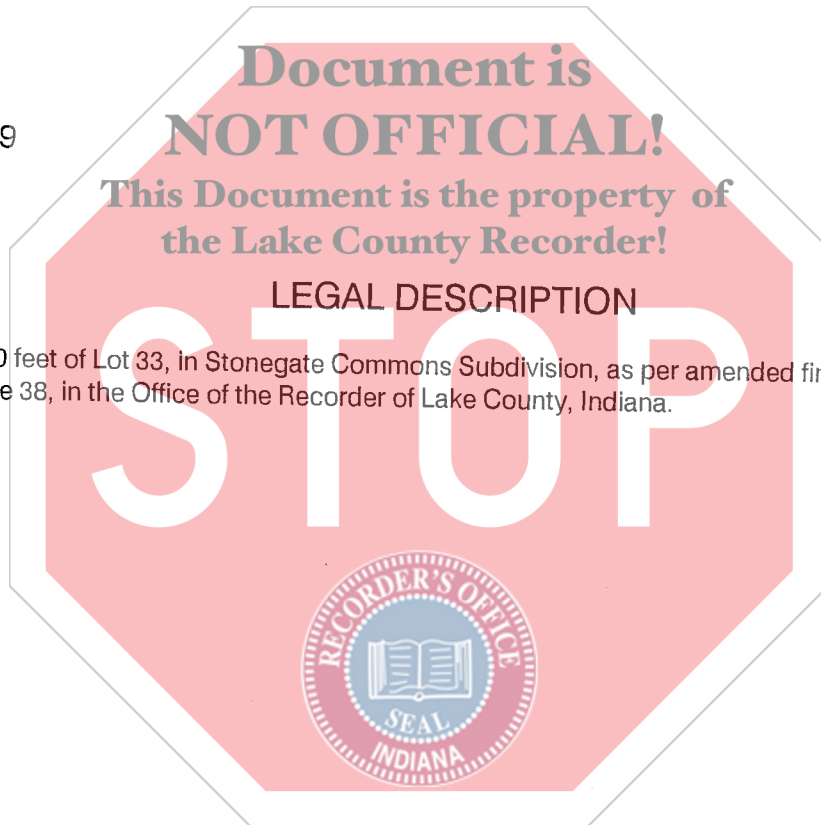 Document is
9
NOT OFFICIAL!
This Document is the property of
the Lake County Recorder!
LEGAL DESCRIPTION
0 feet of Lot 33, in Stonegate Commons Subdivision, as per amended fin
e 38, in the Office of the Recorder of Lake County, Indiana.
STOP
RECORDER'S OFFICE
SEAL
INDIANA